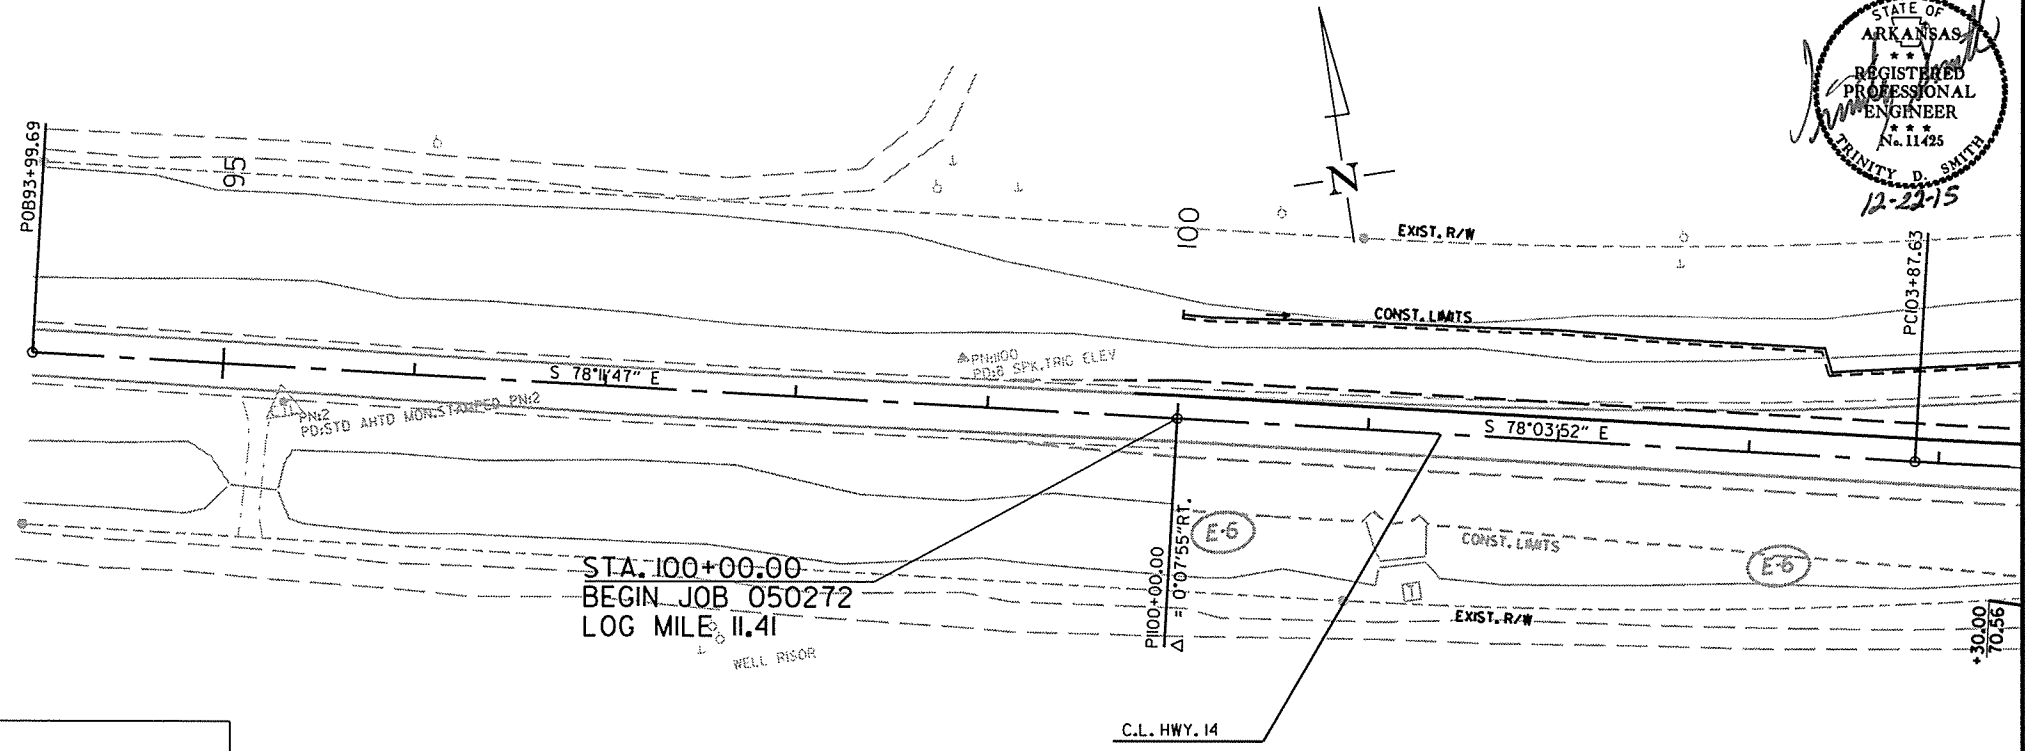 STATE OF
ARKANSAS
★ ★ ★
REGISTERED
PROFESSIONAL
ENGINEER
★ ★ ★
No. 11425
TRINITY D. SMITH
12-22-15
POB93+99.69
95
100
N
EXIST. R/W
PC103+87.63
CONST. LIMITS
PN:1100
PD:8 SPK. TRIG ELEV
S 78°11'47" E
PN:2
PD:STD AHTD MON.STAMPED PN:2
S 78°03'52" E
E-6
CONST. LIMITS
E-6
STA. 100+00.00
BEGIN JOB 050272
LOG MILE 11.41
WELL RISOR
PI100+00.00
Δ = 0°07'55"RT.
Y
EXIST. R/W
+30.00
70.56
C.L. HWY. 14